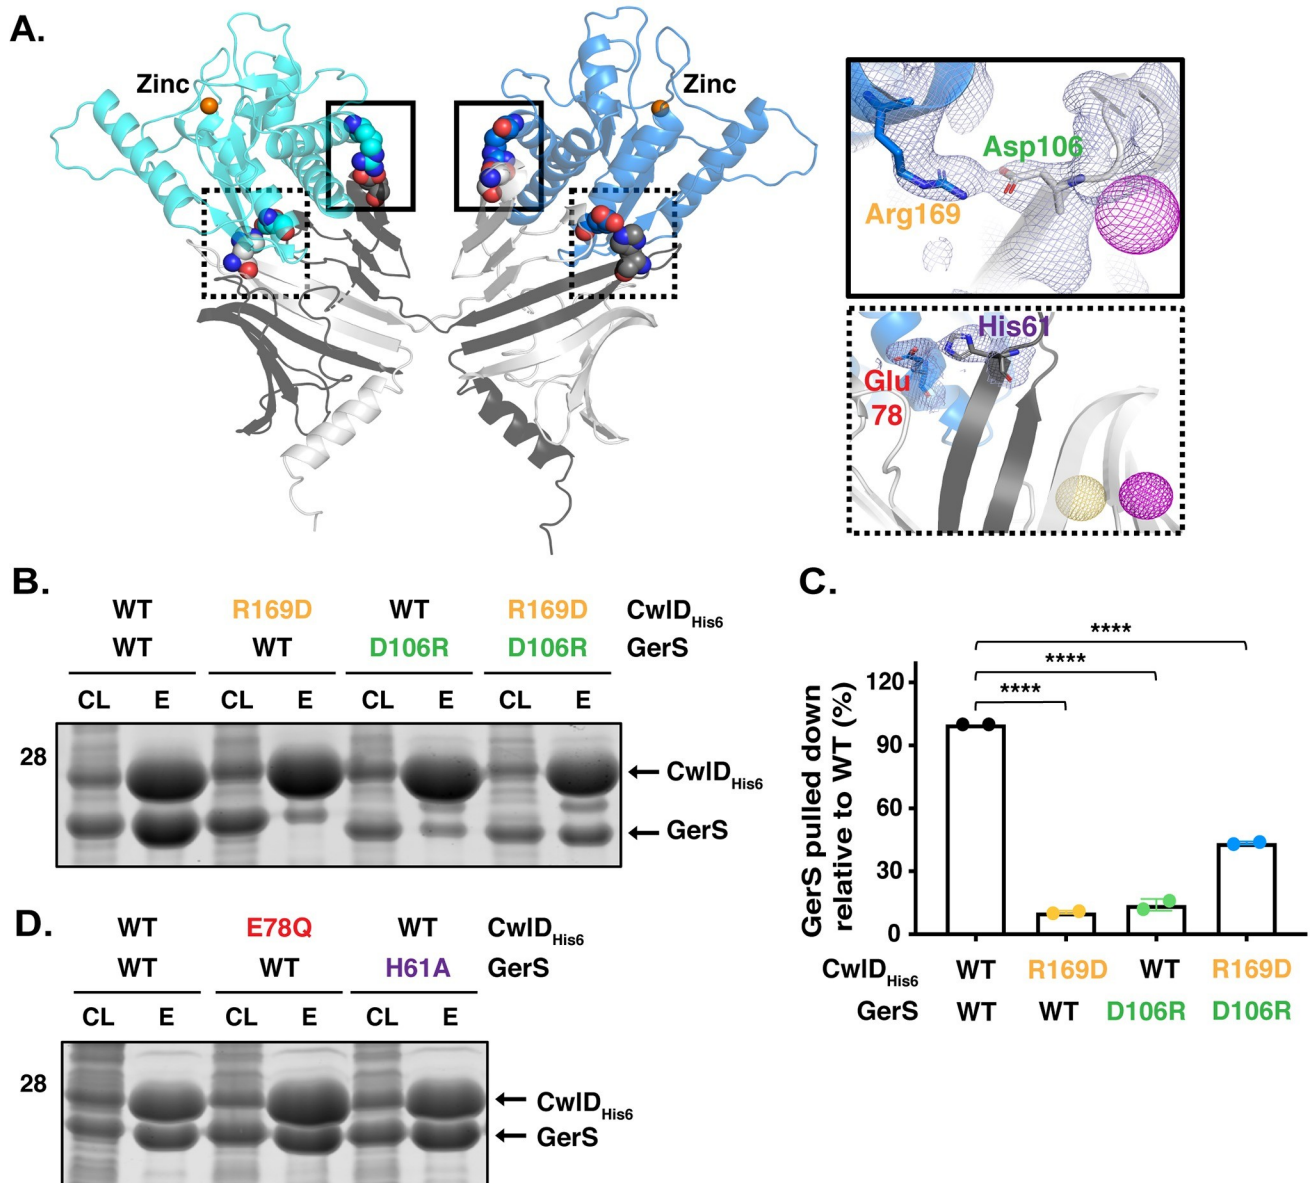 A.
Zinc
Zinc
Asp106
Arg169
His61
Glu
78
B.
WT R169D WT R169D CwlDHis6
WT WT D106R D106R GerS
CL E CL E CL E CL E
28
CwlDHis6
GerS
C.
**** 
****
****
GerS pulled down
relative to WT (%)
120
90
60
30
0
CwlDHis6 WT R169D WT R169D
GerS WT WT D106R D106R
D.
WT E78Q WT CwlDHis6
WT WT H61A GerS
CL E CL E CL E
28
CwlDHis6
GerS